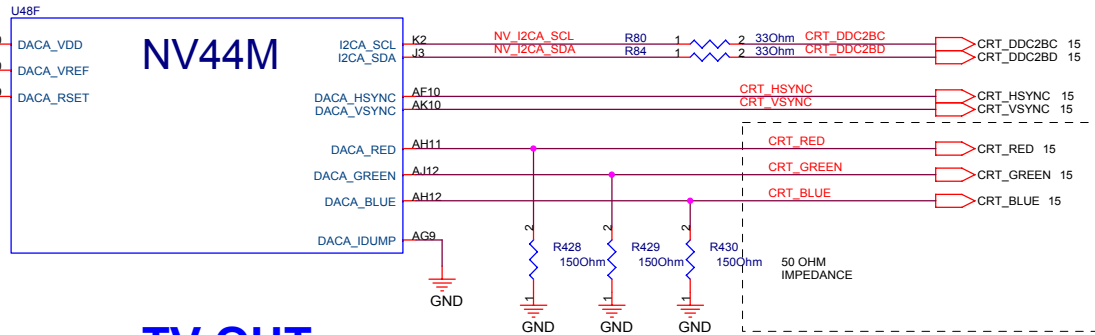 U48F
DACA_VDD
DACA_VREF
DACA_RSET
NV44M
I2CA_SCL K2 NV_I2CA_SCL R80 1 2 33Ohm CRT_DDC2BC CRT_DDC2BC 15
I2CA_SDA J3 NV_I2CA_SDA R84 1 2 33Ohm CRT_DDC2BD CRT_DDC2BD 15
DACA_HSYNC AF10 CRT_HSYNC CRT_HSYNC 15
DACA_VSYNC AK10 CRT_VSYNC CRT_VSYNC 15
DACA_RED AH11 CRT_RED CRT_RED 15
DACA_GREEN AJ12 CRT_GREEN CRT_GREEN 15
DACA_BLUE AH12 CRT_BLUE CRT_BLUE 15
DACA_IDUMP AG9
GND
2 R428 150Ohm 1 GND
2 R429 150Ohm 1 GND
2 R430 150Ohm 1 GND
50 OHM
IMPEDANCE
TV OUT